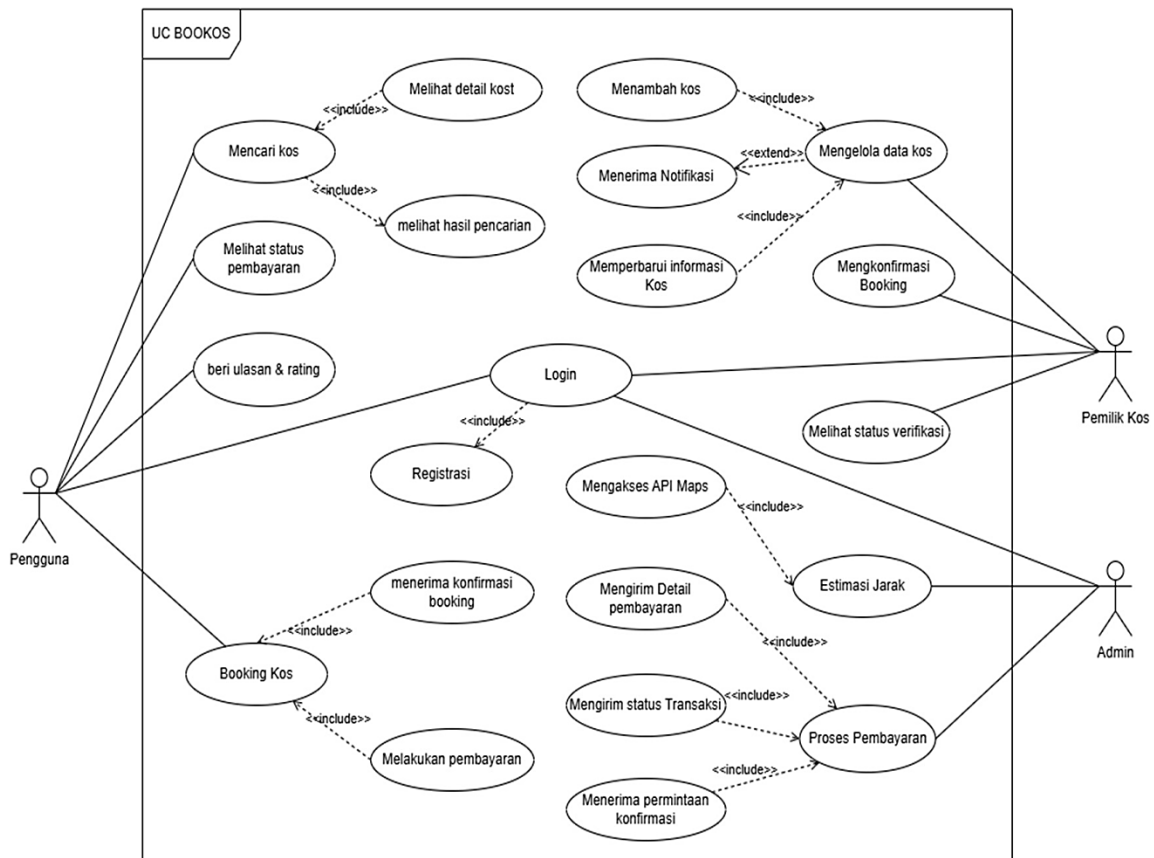 UC BOOKOS
Melihat detail kost
<<include>>
Mencari kos
<<include>>
melihat hasil pencarian
Melihat status
pembayaran
beri ulasan & rating
Menambah kos
<<include>>
Mengelola data kos
<<extend>>
Menerima Notifikasi
<<include>>
Memperbarui informasi
Kos
Mengkonfirmasi
Booking
Login
<<include>>
Registrasi
Melihat status verifikasi
Pemilik Kos
Pengguna
Mengakses API Maps
<<include>>
Estimasi Jarak
Admin
menerima konfirmasi
booking
<<include>>
Booking Kos
<<include>>
Melakukan pembayaran
Mengirim Detail
pembayaran
<<include>>
Mengirim status Transaksi
<<include>>
Proses Pembayaran
<<include>>
Menerima permintaan
konfirmasi